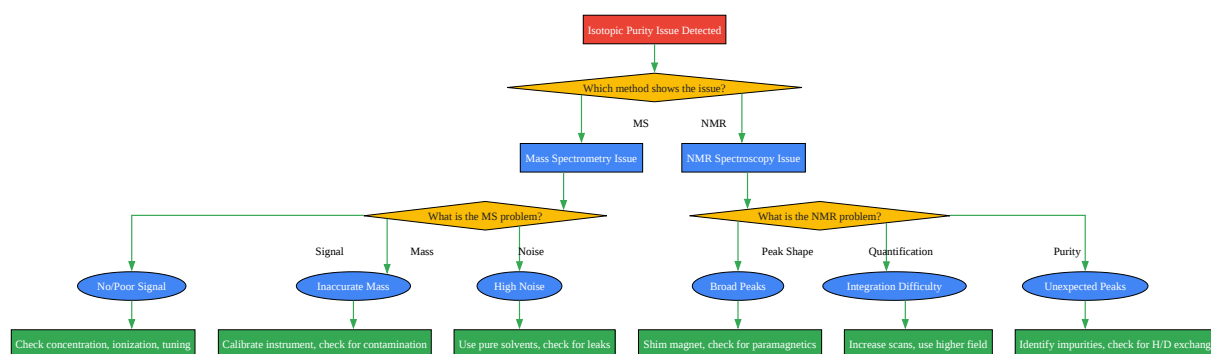 Isotopic Purity Issue Detected
Which method shows the issue?
MS
NMR
Mass Spectrometry Issue
NMR Spectroscopy Issue
What is the MS problem?
What is the NMR problem?
Signal
Mass
Noise
Peak Shape
Quantification
Purity
No/Poor Signal
Inaccurate Mass
High Noise
Broad Peaks
Integration Difficulty
Unexpected Peaks
Check concentration, ionization, tuning
Calibrate instrument, check for contamination
Use pure solvents, check for leaks
Shim magnet, check for paramagnetics
Increase scans, use higher field
Identify impurities, check for H/D exchang